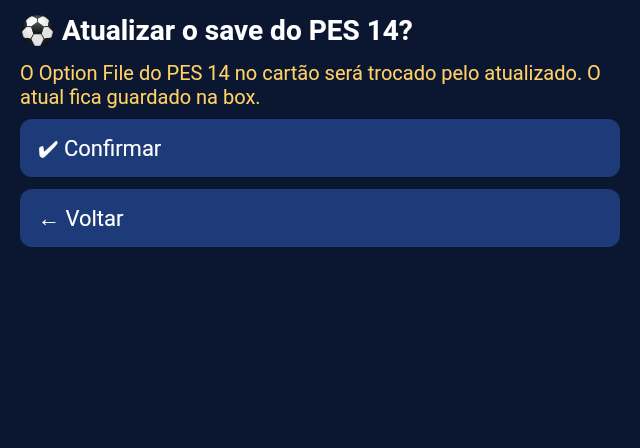 ⚽ Atualizar o save do PES 14?
O Option File do PES 14 no cartão será trocado pelo atualizado. O
atual fica guardado na box.
✔ Confirmar
← Voltar